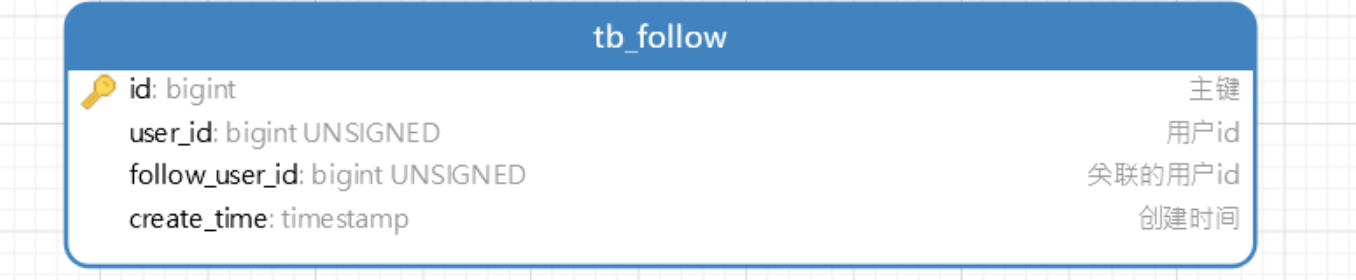 tb_follow
id: bigint 主键
user_id: bigint UNSIGNED 用户id
follow_user_id: bigint UNSIGNED 关联的用户id
create_time: timestamp 创建时间